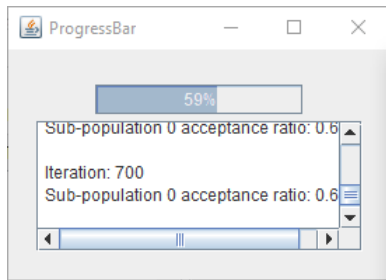 ProgressBar
59%
Sub-population 0 acceptance ratio: 0.6
Iteration: 700
Sub-population 0 acceptance ratio: 0.6